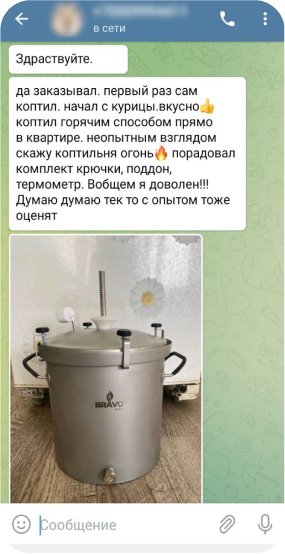 в сети
Здраствуйте.
да заказывал. первый раз сам
коптил. начал с курицы.вкусно👍
коптил горячим способом прямо
в квартире. неопытным взглядом
скажу коптильня огонь🔥 порадовал
комплект крючки, поддон,
термометр. Вобщем я доволен!!!
Думаю думаю тек то с опытом тоже
оценят
BRAVO
Сообщение